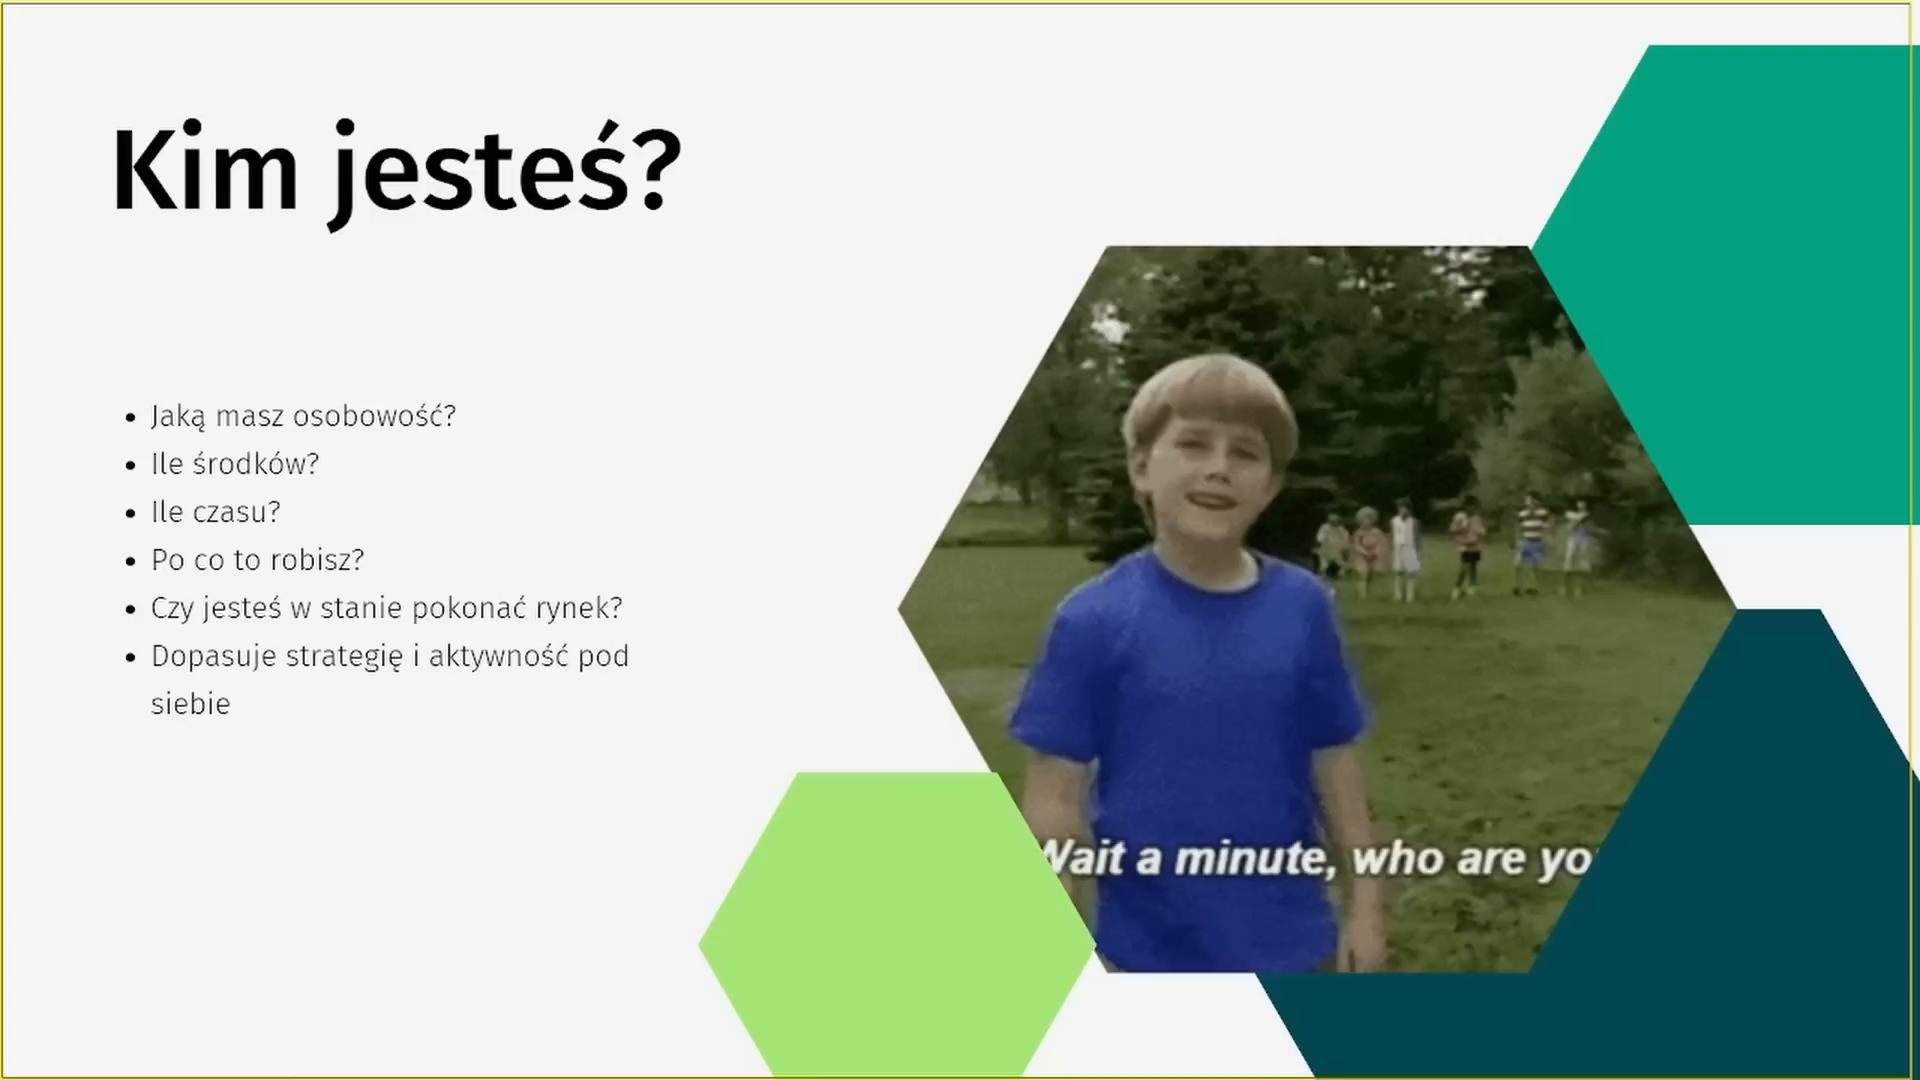 Kim jesteś?
• Jaką masz osobowość?
• Ile środków?
• Ile czasu?
• Po co to robisz?
• Czy jesteś w stanie pokonać rynek?
• Dopasuje strategię i aktywność pod
siebie
Wait a minute, who are yo